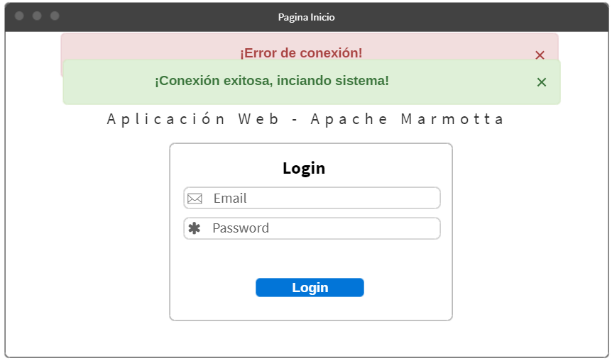 Pagina Inicio
¡Error de conexión!
×
¡Conexión exitosa, inciando sistema!
×
Aplicación Web - Apache Marmotta
Login
Email
Password
Login